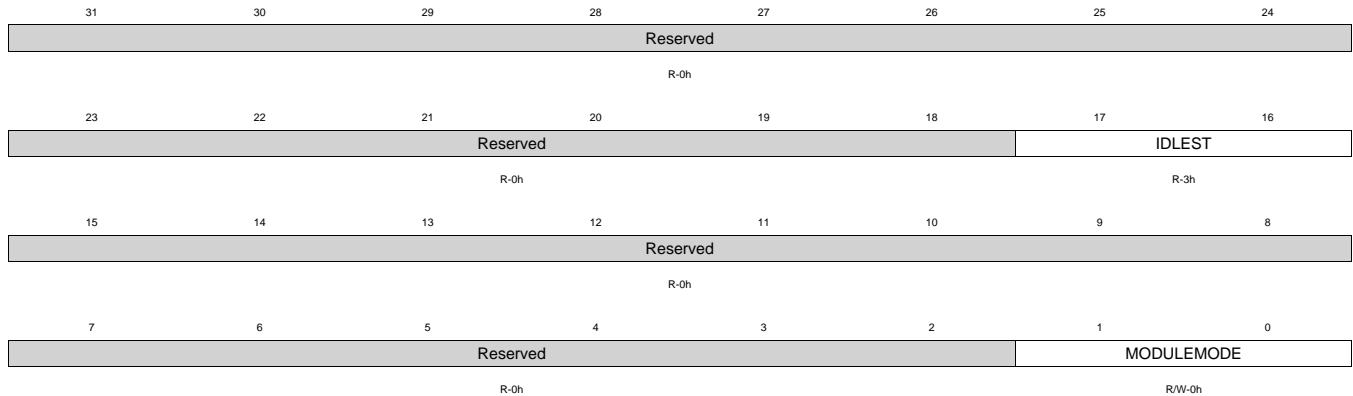 31 30 29 28 27 26 25 24
Reserved
R-0h
23 22 21 20 19 18 17 16
Reserved IDLEST
R-0h R-3h
15 14 13 12 11 10 9 8
Reserved
R-0h
7 6 5 4 3 2 1 0
Reserved MODULEMODE
R-0h R/W-0h